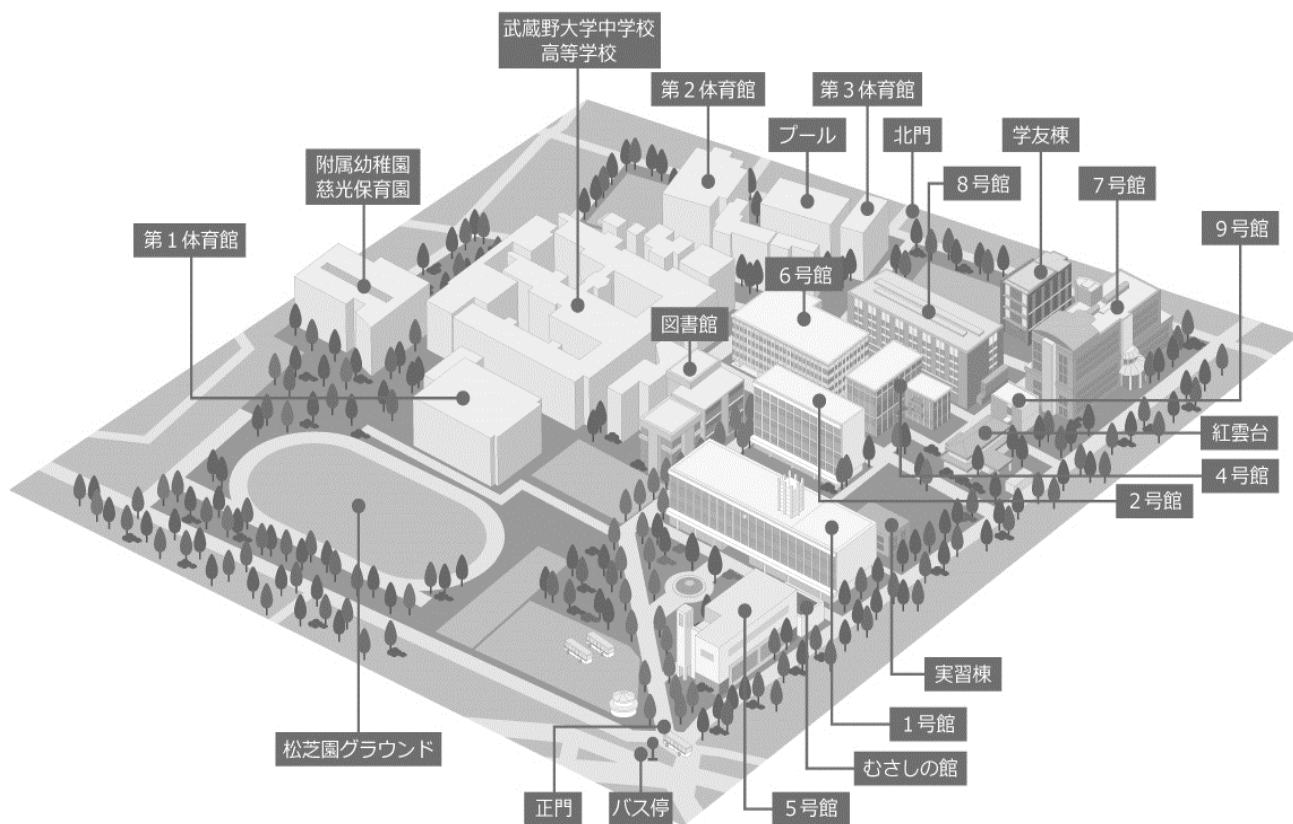 武蔵野大学中学校
高等学校
第2体育館
第3体育館
プール
北門
学友棟
附属幼稚園
慈光保育園
8号館
7号館
第1体育館
9号館
6号館
図書館
紅雲台
4号館
2号館
実習棟
1号館
松芝園グラウンド
むさしの館
正門
バス停
5号館